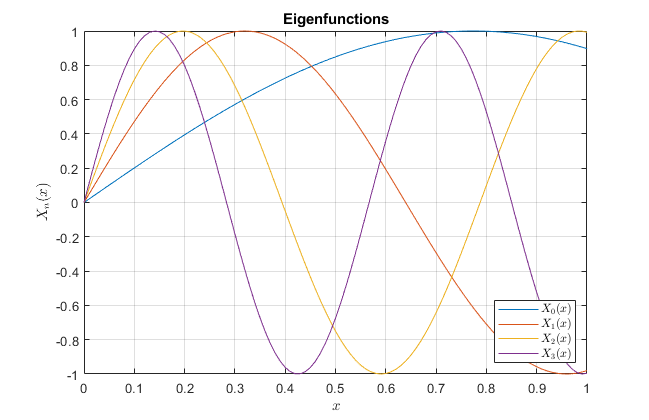 Eigenfunctions
1
0.8
0.6
0.4
0.2
0
-0.2
-0.4
-0.6
-0.8
-1
X_n(x)
X_0(x)
X_1(x)
X_2(x)
X_3(x)
0 0.1 0.2 0.3 0.4 0.5 0.6 0.7 0.8 0.9 1
x